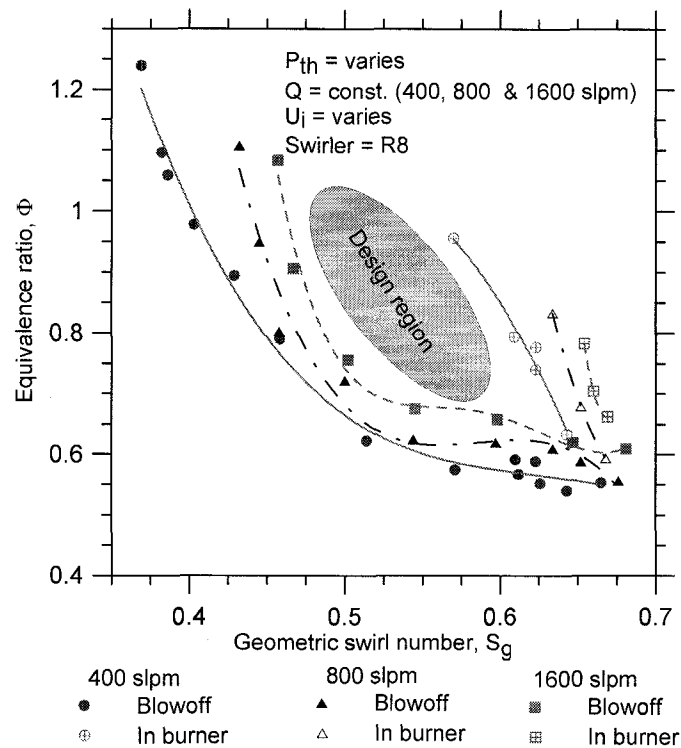 P_th = varies
Q = const. (400, 800 & 1600 slpm)
U_i = varies
Swirler = R8
Design region
Equivalence ratio, Φ
1.2
1
0.8
0.6
0.4
0.4
0.5
0.6
0.7
Geometric swirl number, S_g
400 slpm
Blowoff
In burner
800 slpm
Blowoff
In burner
1600 slpm
Blowoff
In burner